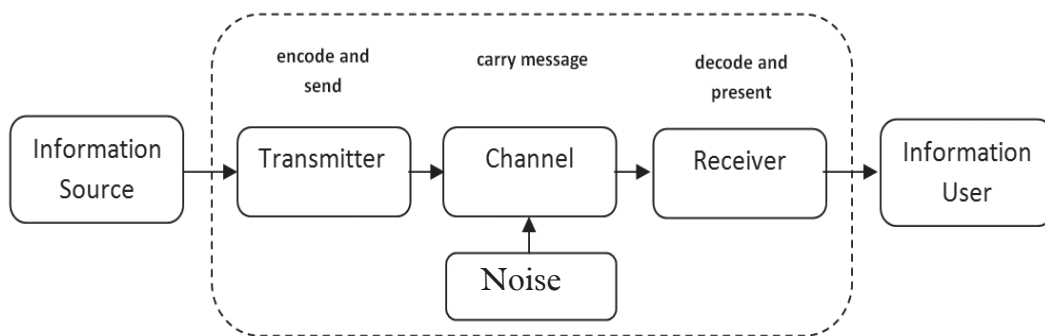 encode and
send
carry message
decode and
present
Information
Source
Transmitter
Channel
Receiver
Information
User
Noise